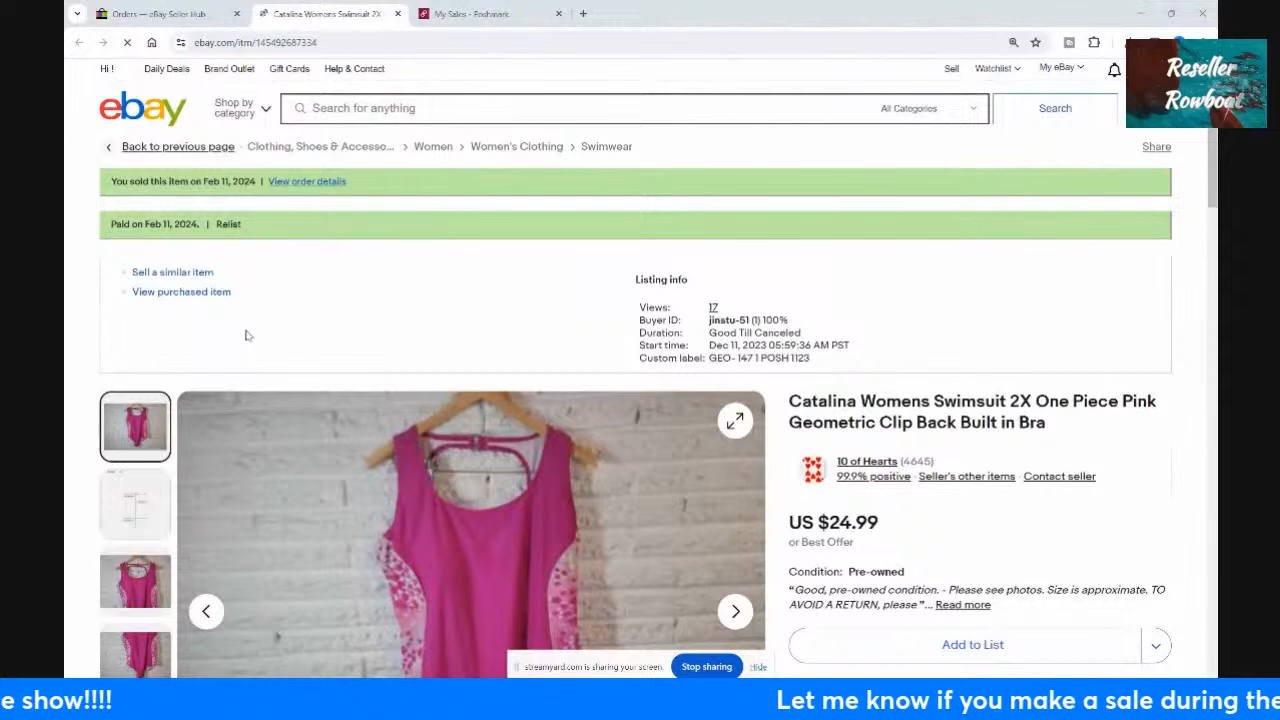 Orders — eBay Seller Hub
Catalina Womens Swimsuit 2X
My Sales - Poshmark
ebay.com/itm/145492687334
Hi !
Daily Deals
Brand Outlet
Gift Cards
Help & Contact
Sell
Watchlist
My eBay
Reseller
Rowboat
ebay
Shop by
category
Search for anything
All Categories
Search
Back to previous page
Clothing, Shoes & Accesso...
Women
Women's Clothing
Swimwear
Share
You sold this item on Feb 11, 2024 | View order details
Paid on Feb 11, 2024. | Relist
Sell a similar item
View purchased item
Listing info
Views: 17
Buyer ID: jinstu-51 (1) 100%
Duration: Good Till Canceled
Start time: Dec 11, 2023 05:59:36 AM PST
Custom label: GEO- 147 1 POSH 1123
Catalina Womens Swimsuit 2X One Piece Pink
Geometric Clip Back Built in Bra
10 of Hearts (4645)
99.9% positive · Seller's other items · Contact seller
US $24.99
or Best Offer
Condition: Pre-owned
“Good, pre-owned condition. - Please see photos. Size is approximate. TO
AVOID A RETURN, please ”... Read more
Add to List
streamyard.com is sharing your screen.
Stop sharing
Hide
e show!!!!
Let me know if you make a sale during the